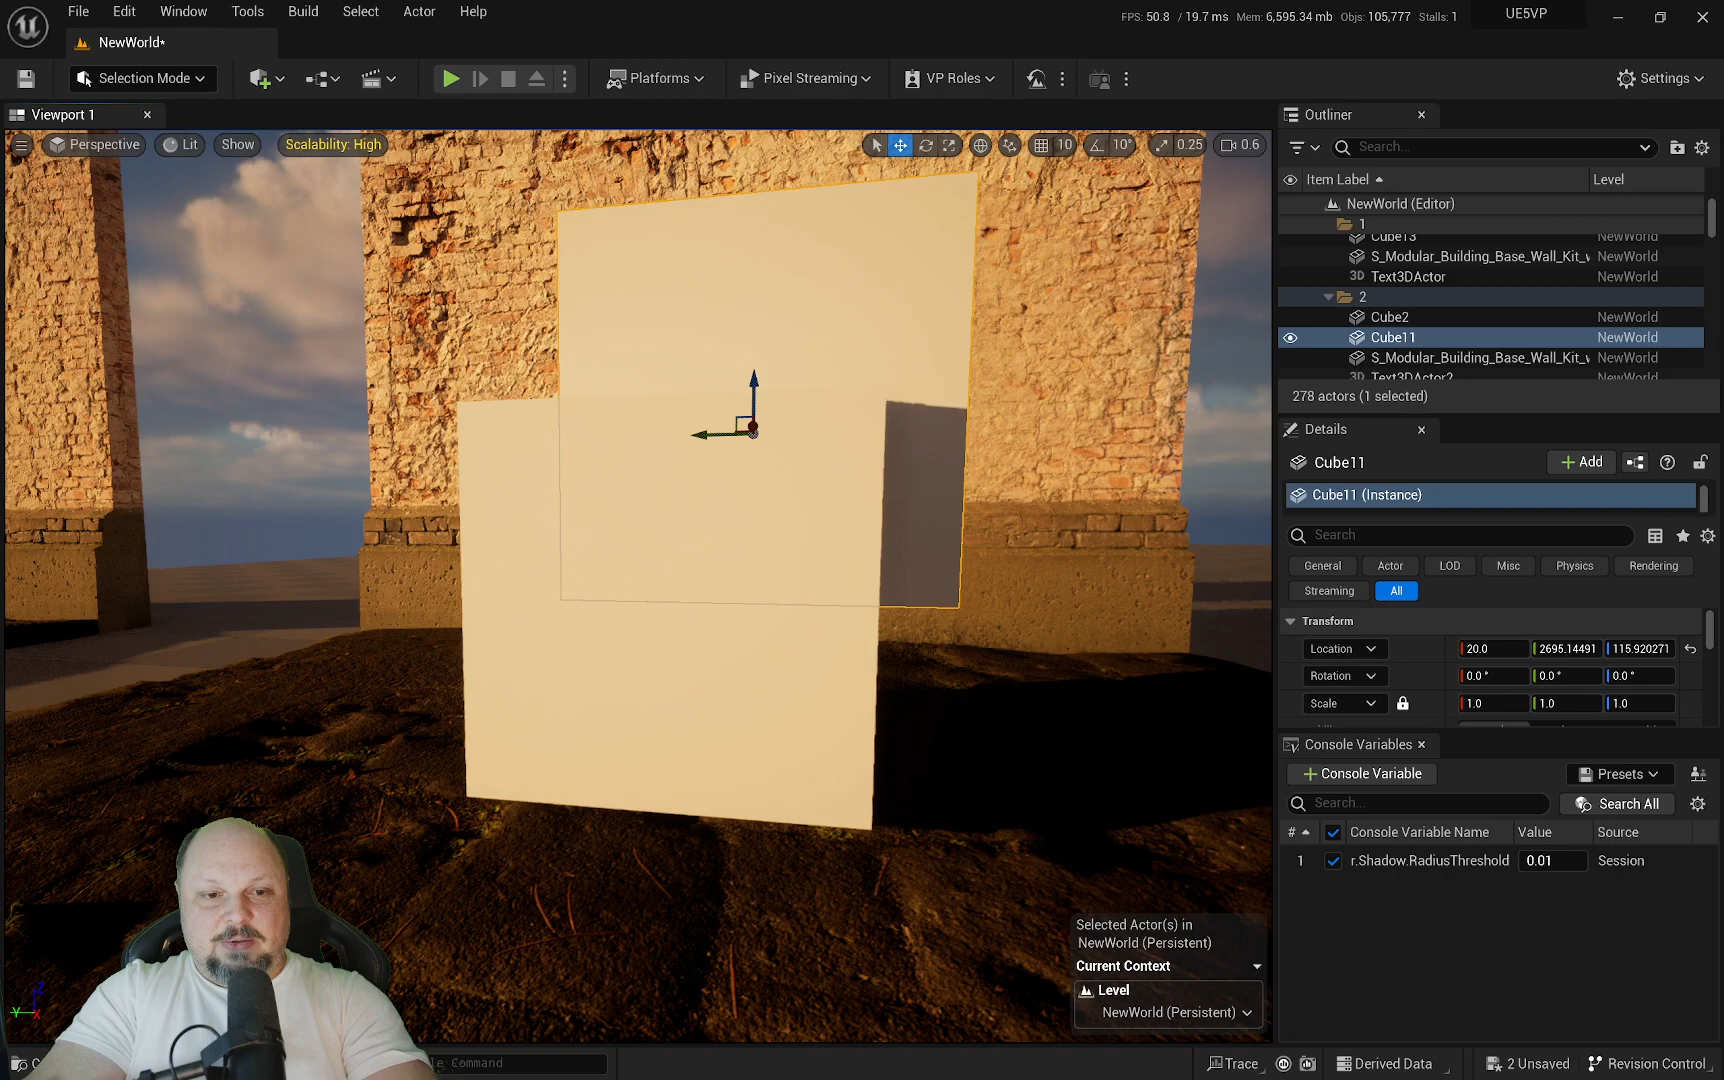 File Edit Window Tools Build Select Actor Help
FPS: 50.8 / 19.7 ms Mem: 6,595.34 mb Objs: 105,777 Stalls: 1
UE5VP
NewWorld*
Selection Mode
Platforms
Pixel Streaming
VP Roles
Settings
Viewport 1
Perspective
Lit
Show
Scalability: High
10
10°
0.25
0.6
Outliner
Search...
Item Label
Level
NewWorld (Editor)
1
Cube13 NewWorld
S_Modular_Building_Base_Wall_Kit_ NewWorld
Text3DActor NewWorld
2
Cube2 NewWorld
Cube11 NewWorld
S_Modular_Building_Base_Wall_Kit_ NewWorld
Text3DActor2 NewWorld
278 actors (1 selected)
Details
Cube11
Add
Cube11 (Instance)
Search
General Actor LOD Misc Physics Rendering
Streaming All
Transform
Location 20.0 2695.14491 115.920271
Rotation 0.0° 0.0° 0.0°
Scale 1.0 1.0 1.0
Console Variables
Console Variable
Presets
Search...
Search All
# Console Variable Name Value Source
1 r.Shadow.RadiusThreshold 0.01 Session
Selected Actor(s) in
NewWorld (Persistent)
Current Context
Level
NewWorld (Persistent)
Z
Y
X
Command
Trace
Derived Data
2 Unsaved
Revision Control